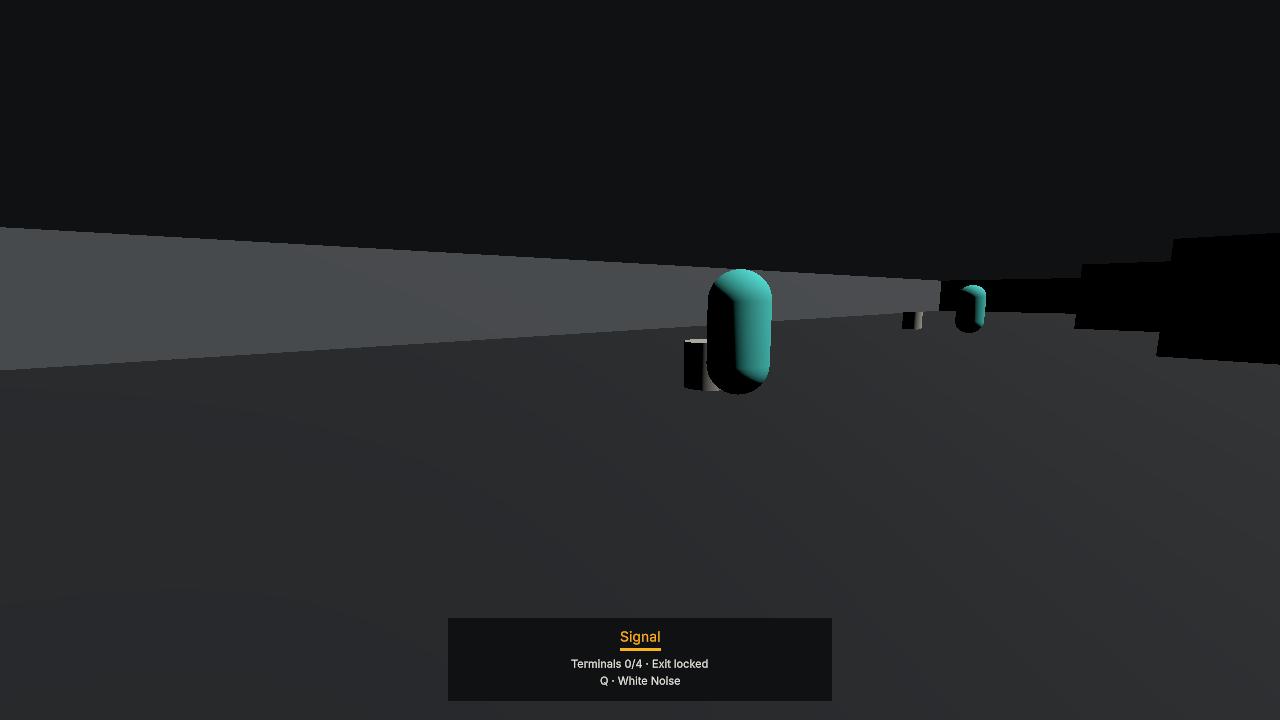 Signal
Terminals 0/4 · Exit locked
Q · White Noise